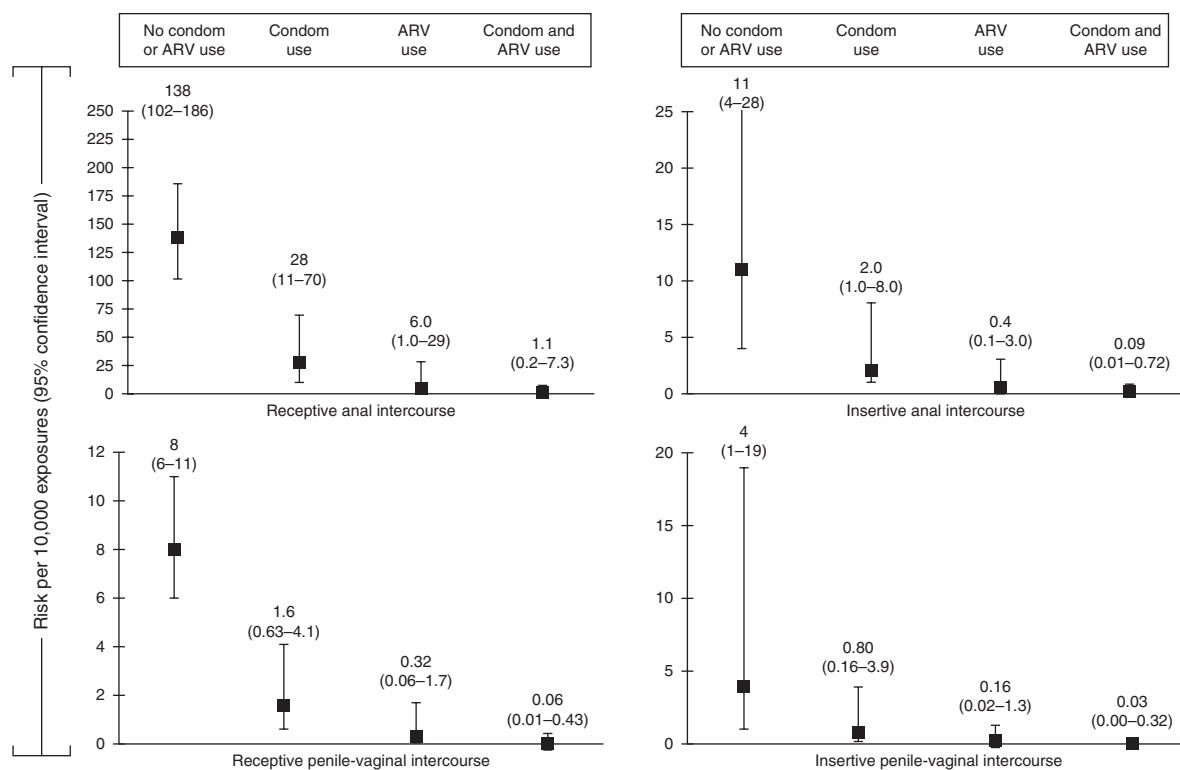 No condom
or ARV use
Condom
use
ARV
use
Condom and
ARV use
No condom
or ARV use
Condom
use
ARV
use
Condom and
ARV use
Risk per 10,000 exposures (95% confidence interval)
250
225
200
175
150
125
100
75
50
25
0
138
(102–186)
28
(11–70)
6.0
(1.0–29)
1.1
(0.2–7.3)
Receptive anal intercourse
25
20
15
10
5
0
11
(4–28)
2.0
(1.0–8.0)
0.4
(0.1–3.0)
0.09
(0.01–0.72)
Insertive anal intercourse
12
10
8
6
4
2
0
8
(6–11)
1.6
(0.63–4.1)
0.32
(0.06–1.7)
0.06
(0.01–0.43)
Receptive penile-vaginal intercourse
20
15
10
5
0
4
(1–19)
0.80
(0.16–3.9)
0.16
(0.02–1.3)
0.03
(0.00–0.32)
Insertive penile-vaginal intercourse